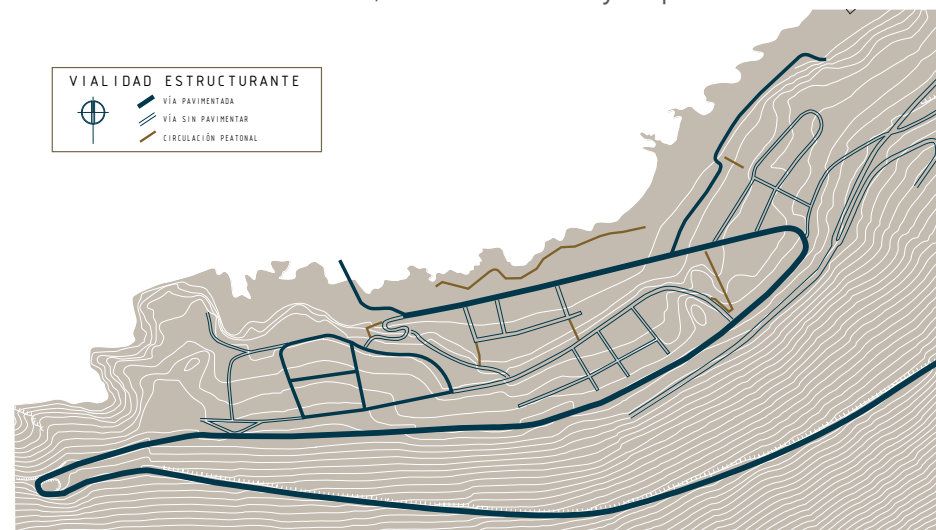 VIALIDAD ESTRUCTURANTE
VÍA PAVIMENTADA
VÍA SIN PAVIMENTAR
CIRCULACIÓN PEATONAL